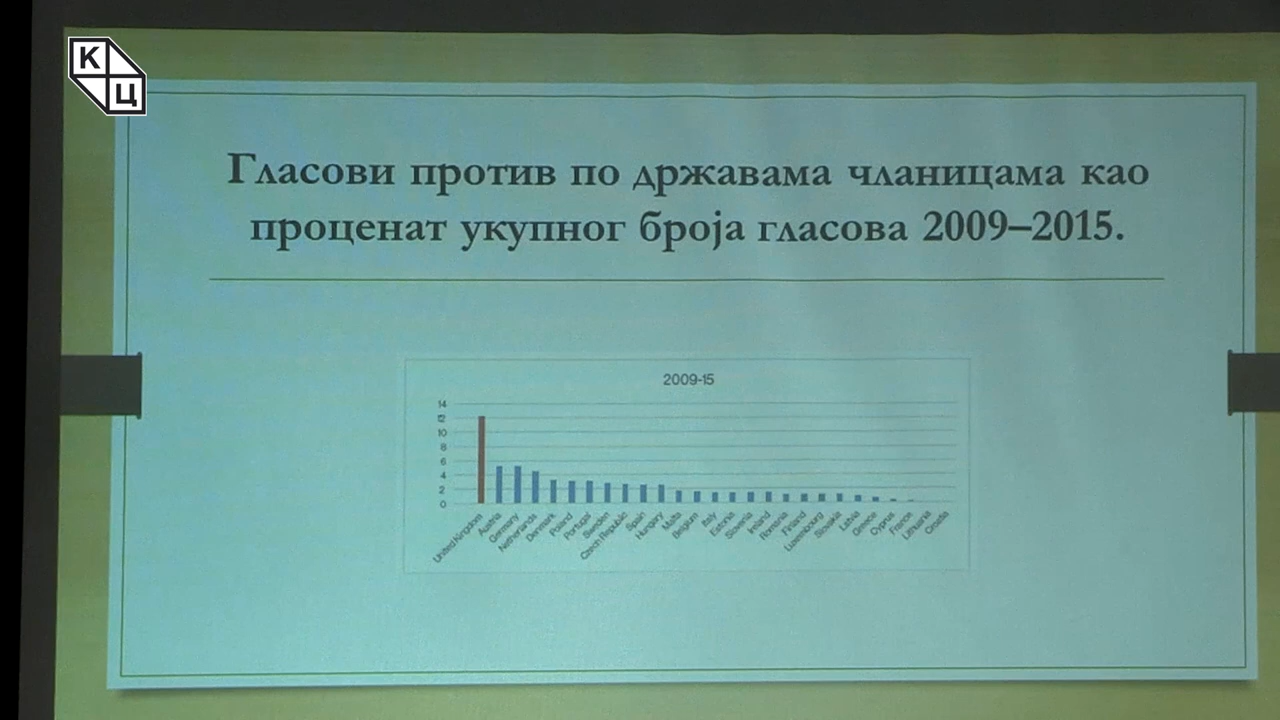 К
Ц
Гласови против по државама чланицама као
проценат укупног броја гласова 2009–2015.
2009-15
14
12
10
8
6
4
2
0
United Kingdom
Austria
Germany
Netherlands
Denmark
Poland
Portugal
Sweden
Czech Republic
Spain
Hungary
Malta
Belgium
Italy
Estonia
Slovenia
Ireland
Romania
Finland
Luxembourg
Slovakia
Latvia
Greece
Cyprus
France
Lithuania
Croatia